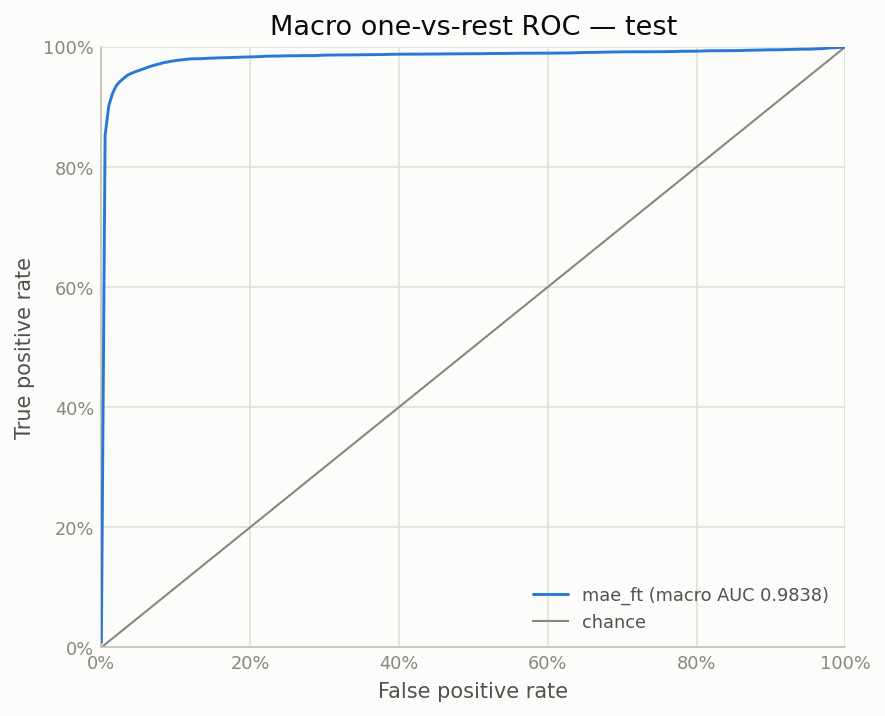 Macro one-vs-rest ROC — test
100%
80%
60%
40%
20%
0%
True positive rate
mae_ft (macro AUC 0.9838)
chance
0% 20% 40% 60% 80% 100%
False positive rate